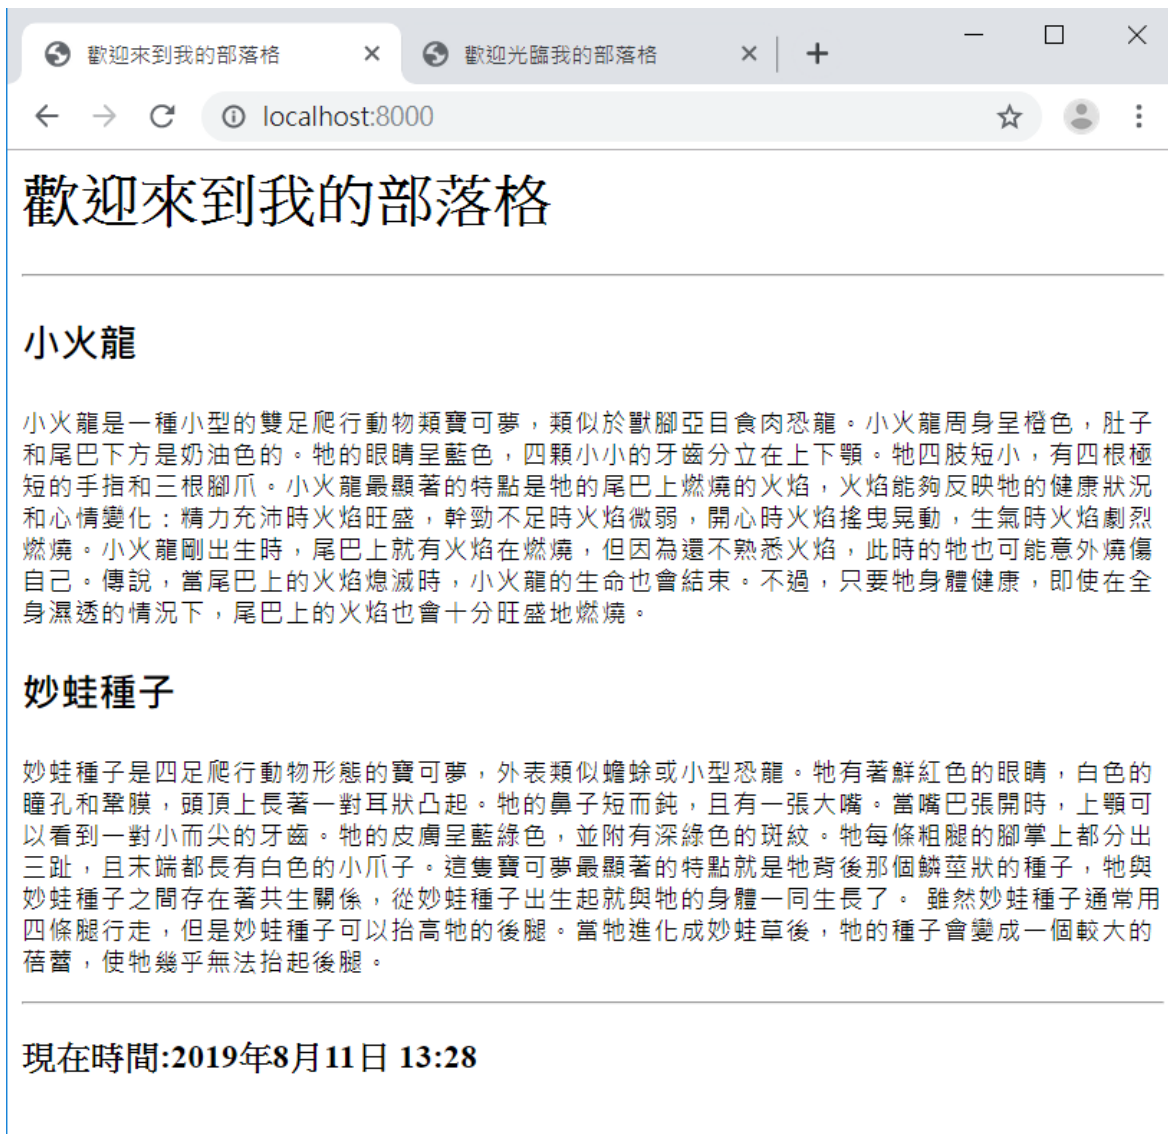 歡迎來到我的部落格
歡迎光臨我的部落格
localhost:8000
歡迎來到我的部落格
小火龍
小火龍是一種小型的雙足爬行動物類寶可夢，類似於獸腳亞目食肉恐龍。小火龍周身呈橙色，肚子
和尾巴下方是奶油色的。牠的眼睛呈藍色，四顆小小的牙齒分立在上下顎。牠四肢短小，有四根極
短的手指和三根腳爪。小火龍最顯著的特點是牠的尾巴上燃燒的火焰，火焰能夠反映牠的健康狀況
和心情變化：精力充沛時火焰旺盛，幹勁不足時火焰微弱，開心時火焰搖曳晃動，生氣時火焰劇烈
燃燒。小火龍剛出生時，尾巴上就有火焰在燃燒，但因為還不熟悉火焰，此時的牠也可能意外燒傷
自己。傳說，當尾巴上的火焰熄滅時，小火龍的生命也會結束。不過，只要牠身體健康，即使在全
身濕透的情況下，尾巴上的火焰也會十分旺盛地燃燒。
妙蛙種子
妙蛙種子是四足爬行動物形態的寶可夢，外表類似蟾蜍或小型恐龍。牠有著鮮紅色的眼睛，白色的
瞳孔和鞏膜，頭頂上長著一對耳狀凸起。牠的鼻子短而鈍，且有一張大嘴。當嘴巴張開時，上顎可
以看到一對小而尖的牙齒。牠的皮膚呈藍綠色，並附有深綠色的斑紋。牠每條粗腿的腳掌上都分出
三趾，且末端都長有白色的小爪子。這隻寶可夢最顯著的特點就是牠背後那個鱗莖狀的種子，牠與
妙蛙種子之間存在著共生關係，從妙蛙種子出生起就與牠的身體一同生長了。 雖然妙蛙種子通常用
四條腿行走，但是妙蛙種子可以抬高牠的後腿。當牠進化成妙蛙草後，牠的種子會變成一個較大的
蓓蕾，使牠幾乎無法抬起後腿。
現在時間:2019年8月11日 13:28